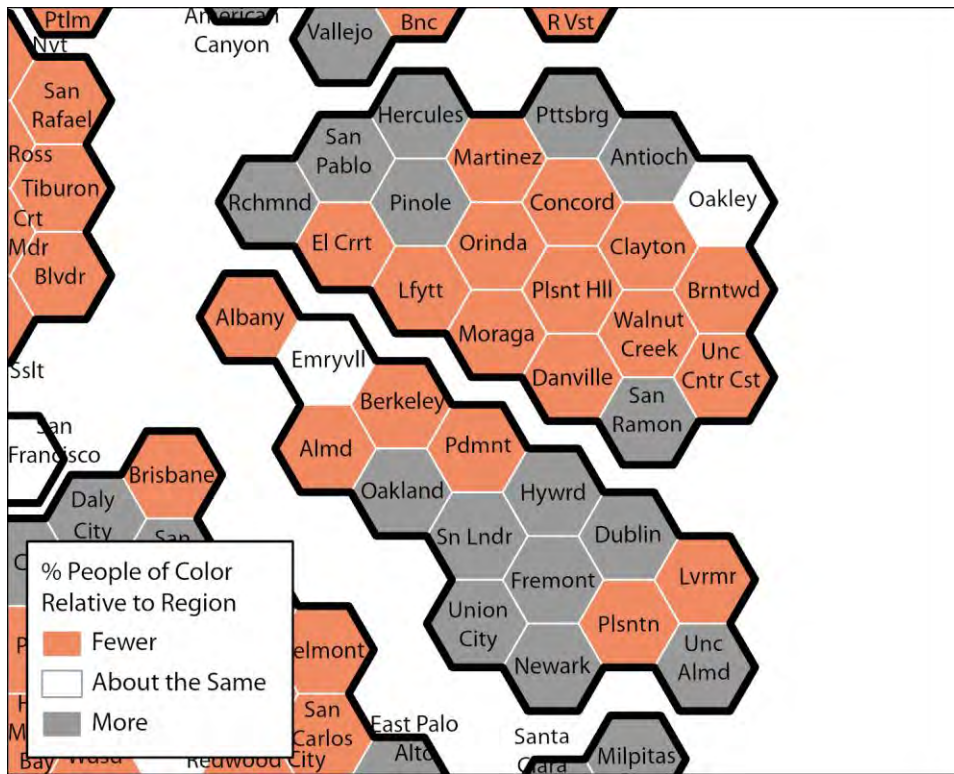 Ptlm
American
Canyon
Vallejo
Bnc
R Vst
Nvt
San
Rafael
Ross
Tiburon
Crt
Mdr
Blvdr
Sslt
San
Francisco
Hercules
Pttsbrg
San
Pablo
Martinez
Antioch
Rchmnd
Pinole
Concord
Oakley
El Crrt
Orinda
Clayton
Lfytt
Plsnt Hll
Brntwd
Moraga
Walnut
Creek
Danville
Unc
Cntr Cst
San
Ramon
Albany
Emryvll
Berkeley
Almd
Pdmnt
Oakland
Hywrd
Sn Lndr
Dublin
Fremont
Lvrmr
Union
City
Plsntn
Newark
Unc
Almd
Brisbane
Daly
City
San
% People of Color
Relative to Region
Fewer
About the Same
More
elmont
San
Carlos
Bay
Redwood City
East Palo
Alto
Santa
Clara
Milpitas